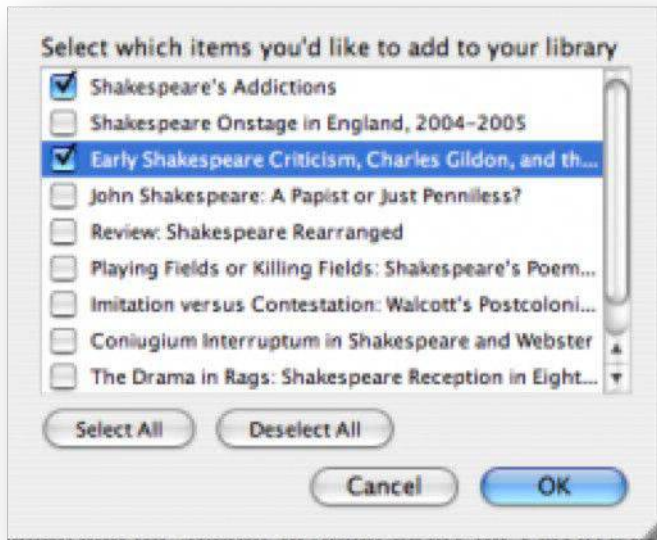 Select which items you'd like to add to your library
Shakespeare's Addictions
Shakespeare Onstage in England, 2004-2005
Early Shakespeare Criticism, Charles Gildon, and th...
John Shakespeare: A Papist or Just Penniless?
Review: Shakespeare Rearranged
Playing Fields or Killing Fields: Shakespeare's Poem...
Imitation versus Contestation: Walcott's Postcoloni...
Coniugium Interruptum in Shakespeare and Webster
The Drama in Rags: Shakespeare Reception in Eight...
Select All Deselect All
Cancel OK